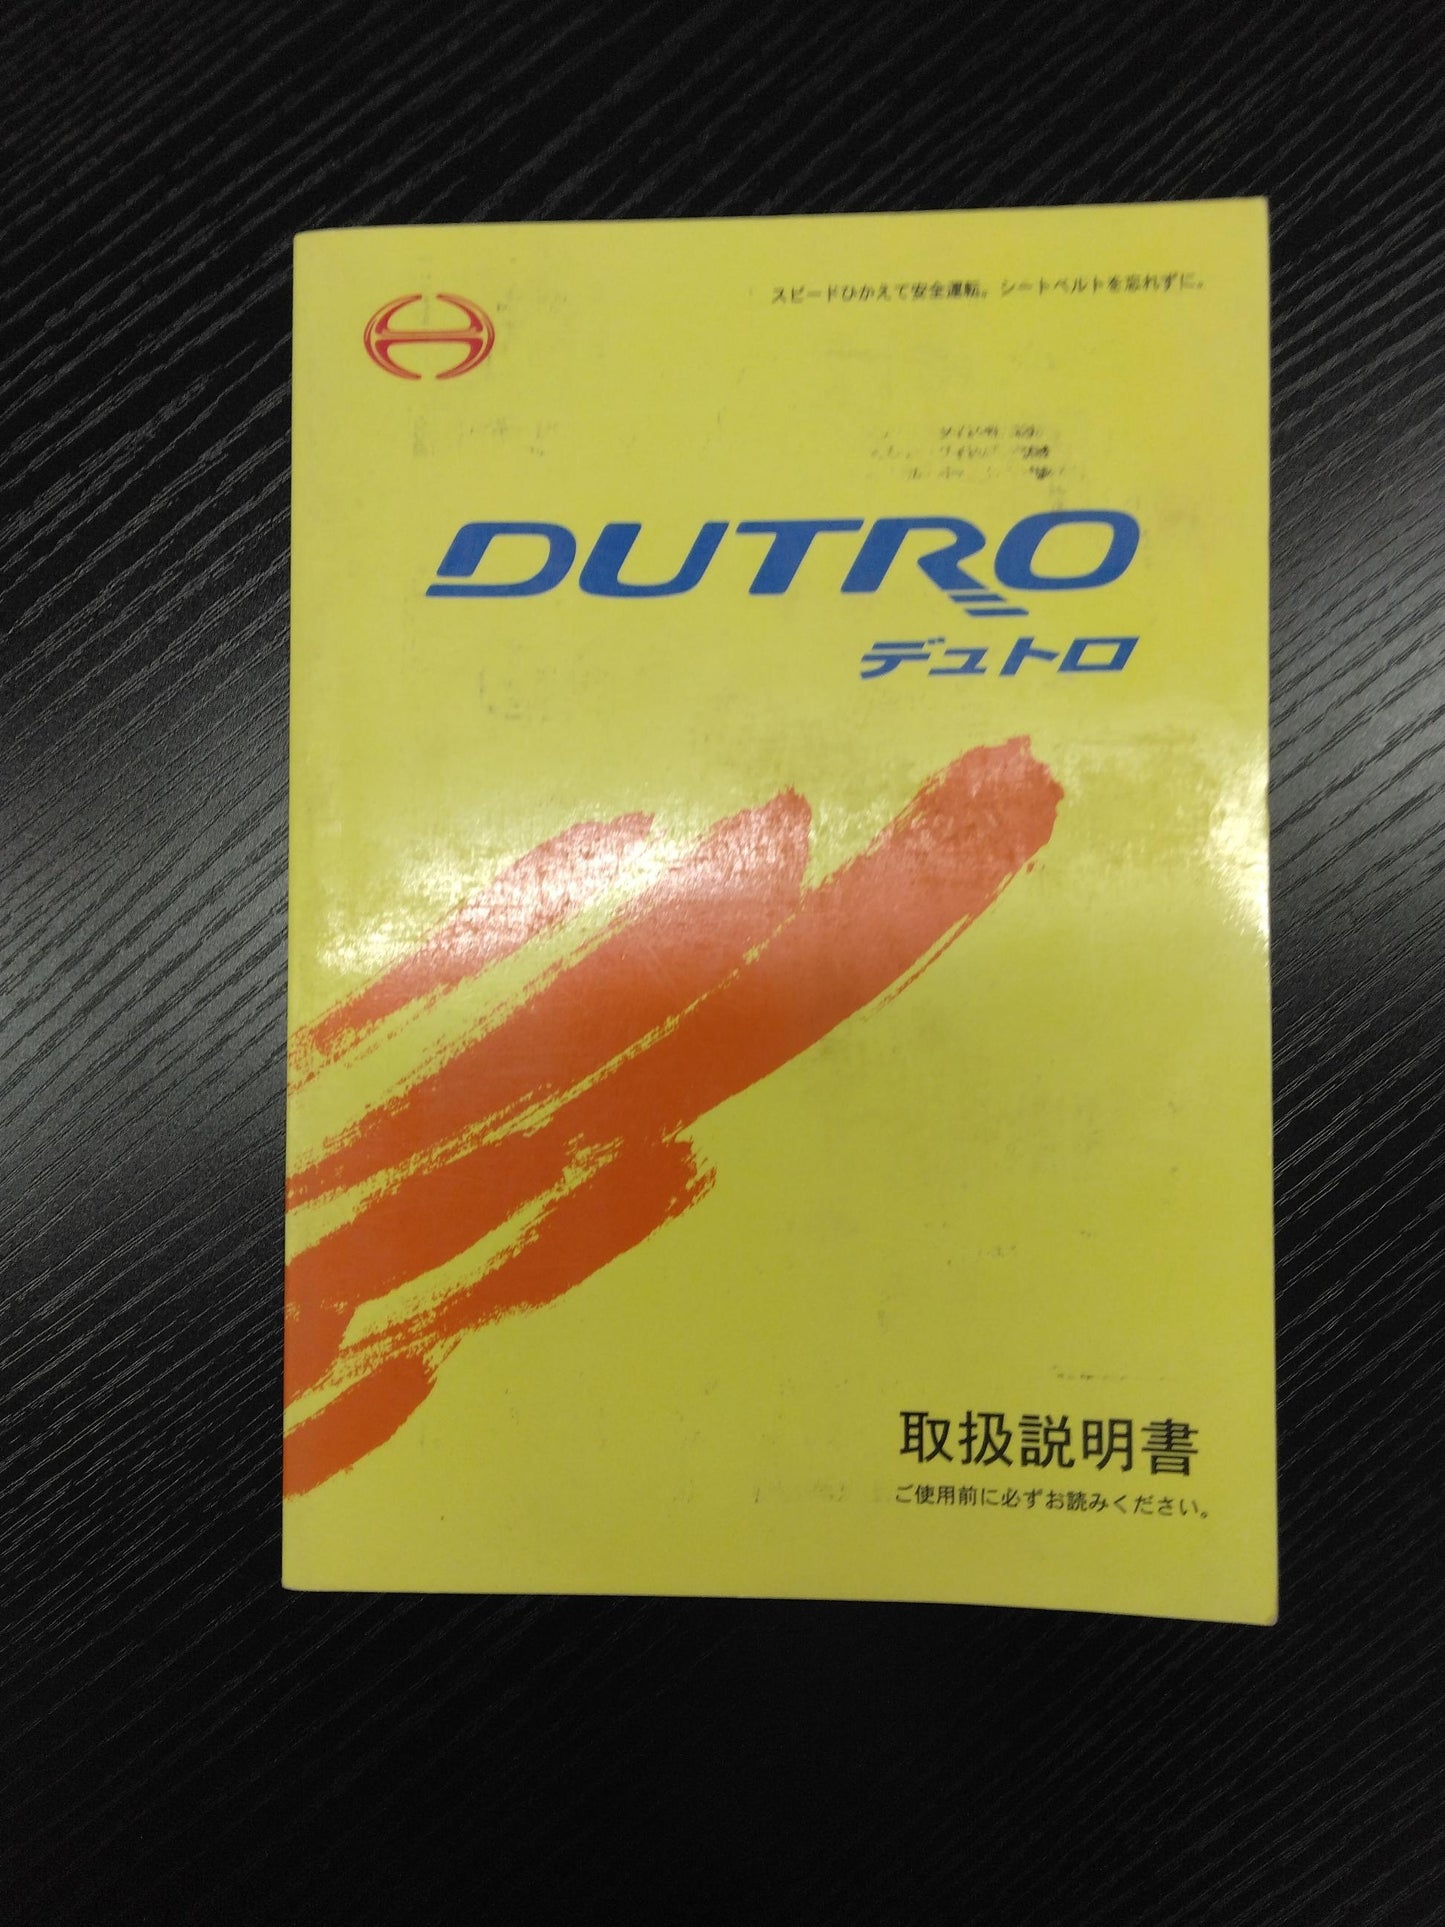 スピードひかえて安全運転。シートベルトを忘れずに。
DUTRO
デュトロ
取扱説明書
ご使用前に必ずお読みください。